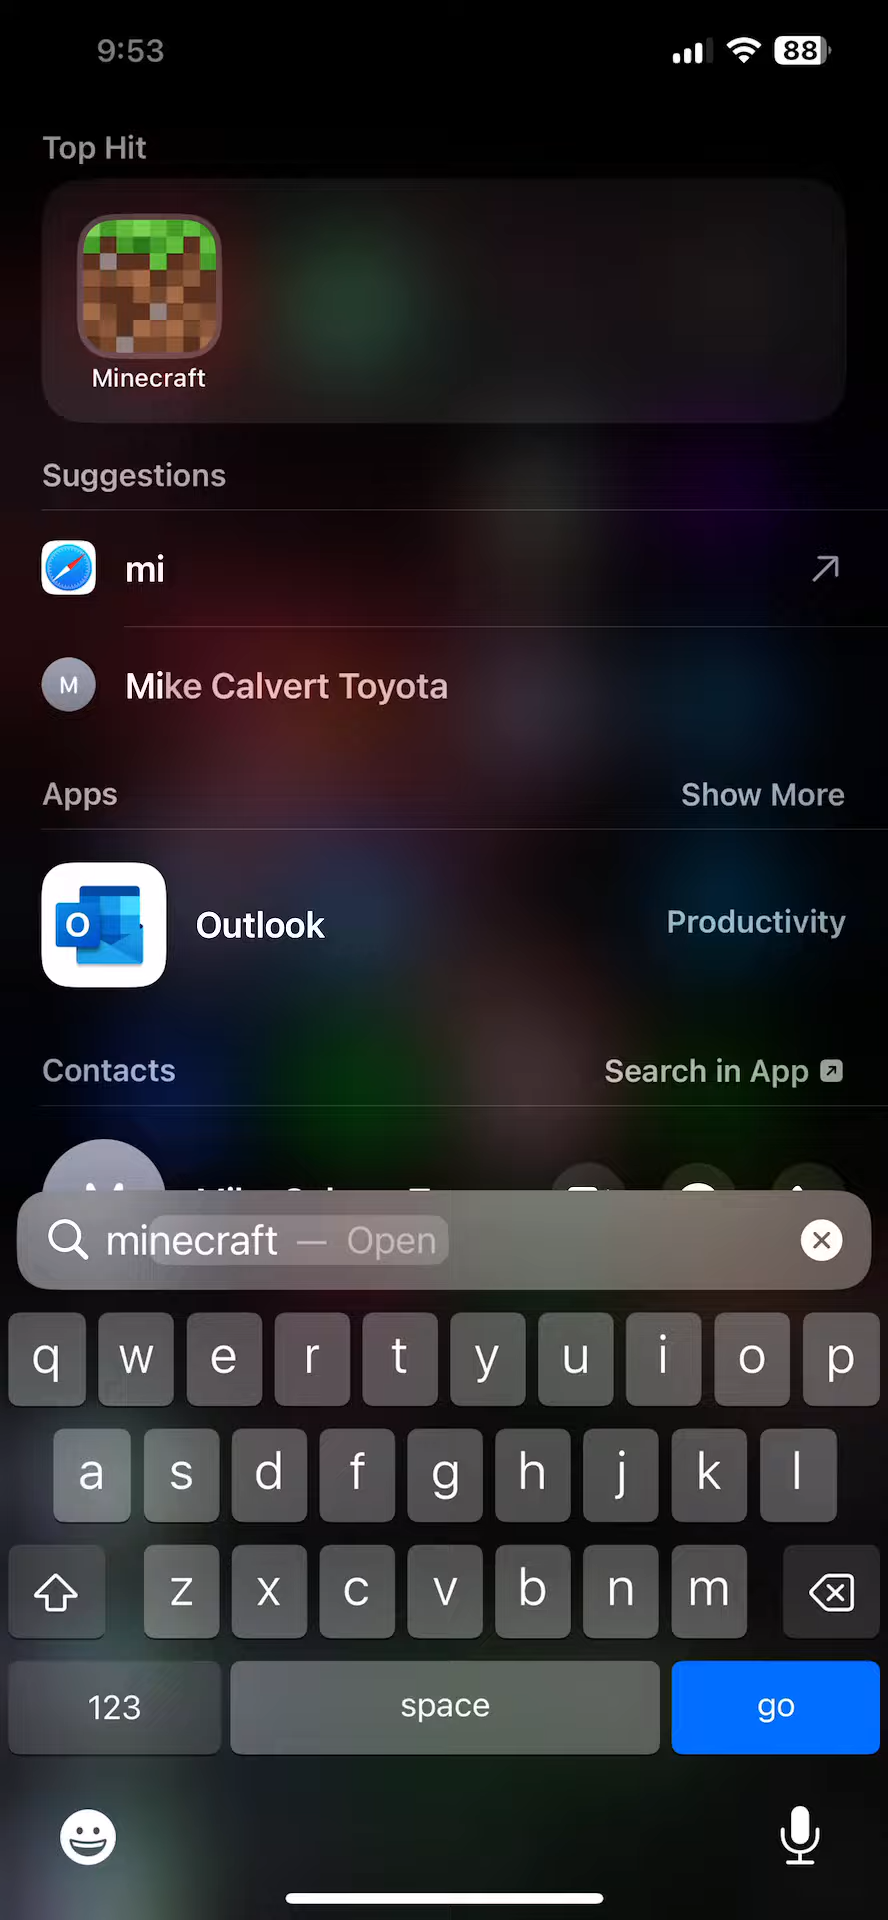 9:53
88
Top Hit
Minecraft
Suggestions
mi
M
Mike Calvert Toyota
Apps
Show More
O
Outlook
Productivity
Contacts
Search in App
minecraft — Open
q w e r t y u i o p
a s d f g h j k l
z x c v b n m
123
space
go